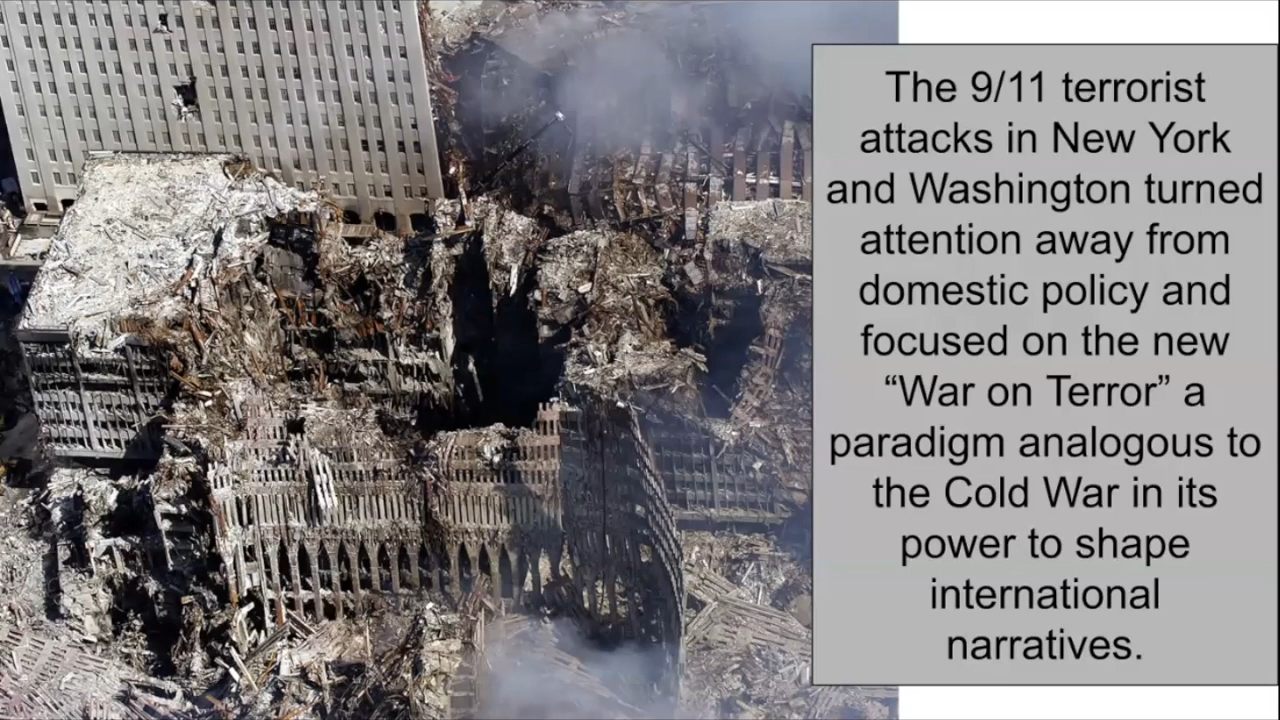 The 9/11 terrorist
attacks in New York
and Washington turned
attention away from
domestic policy and
focused on the new
“War on Terror” a
paradigm analogous to
the Cold War in its
power to shape
international
narratives.